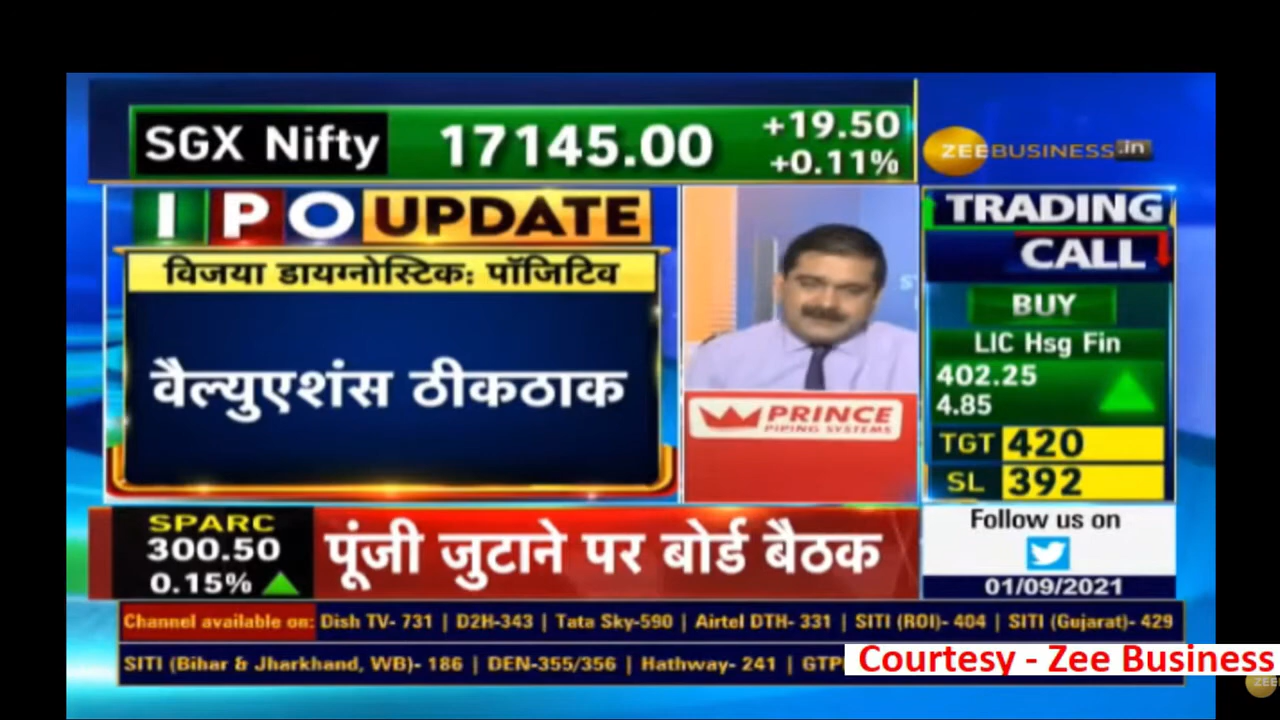 SGX Nifty 17145.00 +19.50
+0.11%
ZEEBUSINESS.in
IPO UPDATE
विजया डायग्नोस्टिक: पॉजिटिव
वैल्युएशंस ठीकठाक
PRINCE
PIPING SYSTEMS
TRADING
CALL
BUY
LIC Hsg Fin
402.25
4.85
TGT 420
SL 392
SPARC
300.50
0.15%
पूंजी जुटाने पर बोर्ड बैठक
Follow us on
01/09/2021
Channel available on: Dish TV- 731 | D2H-343 | Tata Sky-590 | Airtel DTH- 331 | SITI (ROI)- 404 | SITI (Gujarat)- 429
SITI (Bihar & Jharkhand, WB)- 186 | DEN-355/356 | Hathway- 241 | GTP
Courtesy - Zee Business